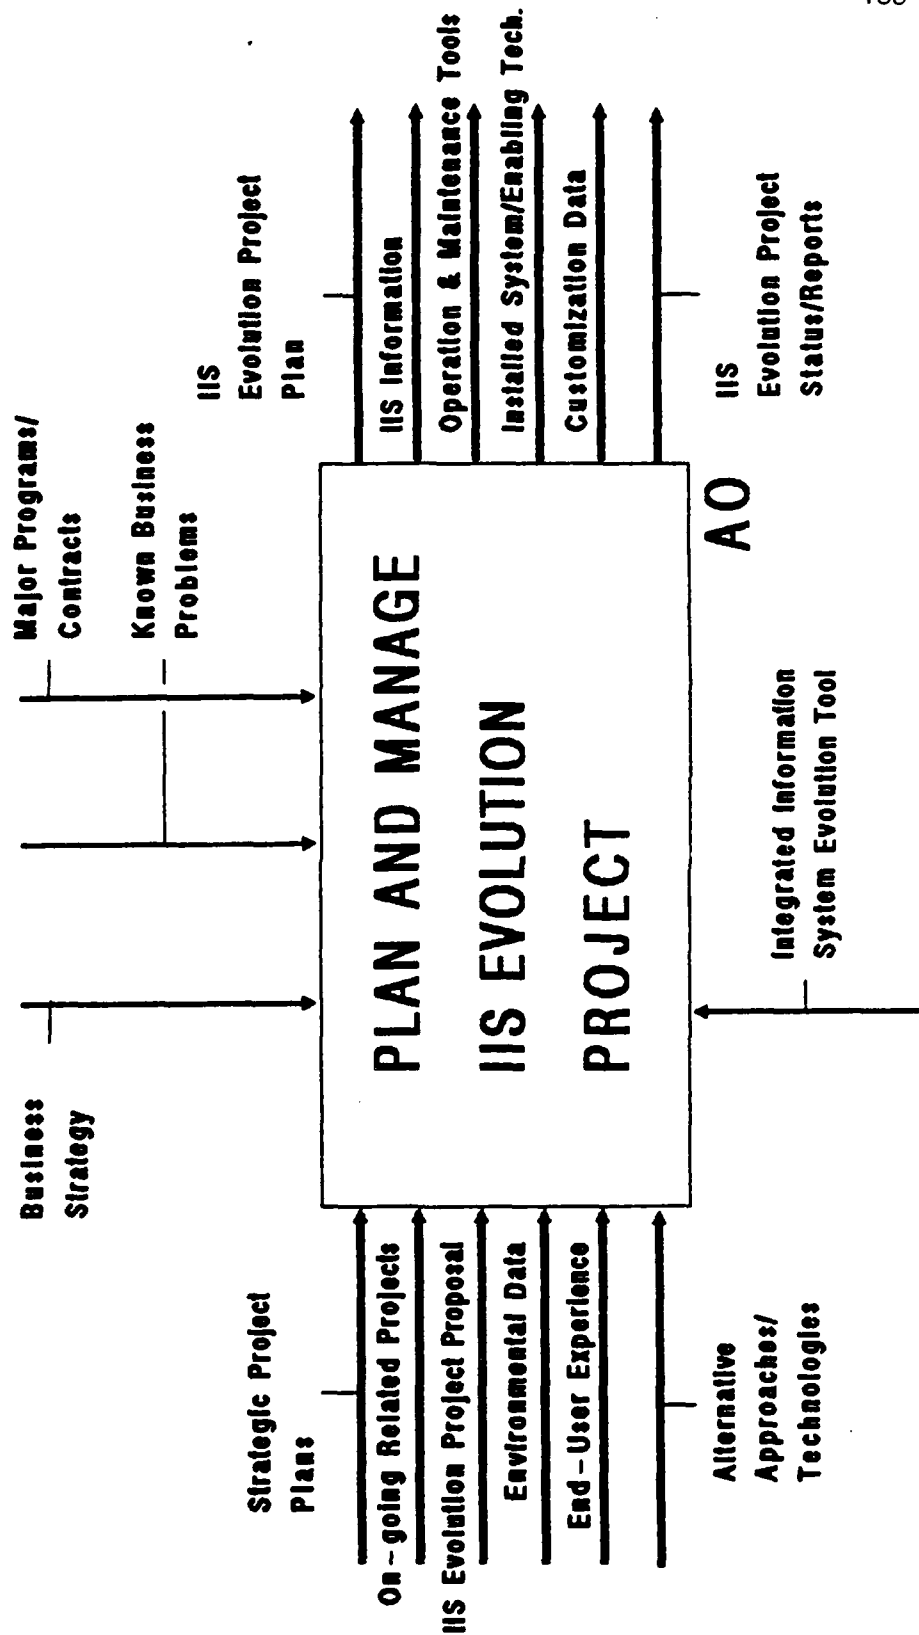 Major Programs/
Contracts
Known Business
Problems
Business
Strategy
Strategic Project
Plans
On-going Related Projects
IIS Evolution Project Proposal
Environmental Data
End-User Experience
Alternative
Approaches/
Technologies
PLAN AND MANAGE
IIS EVOLUTION
PROJECT
A0
IIS
Evolution Project
Plan
IIS Information
Operation & Maintenance Tools
Installed System/Enabling Tech.
Customization Data
IIS
Evolution Project
Status/Reports
Integrated Information
System Evolution Tool